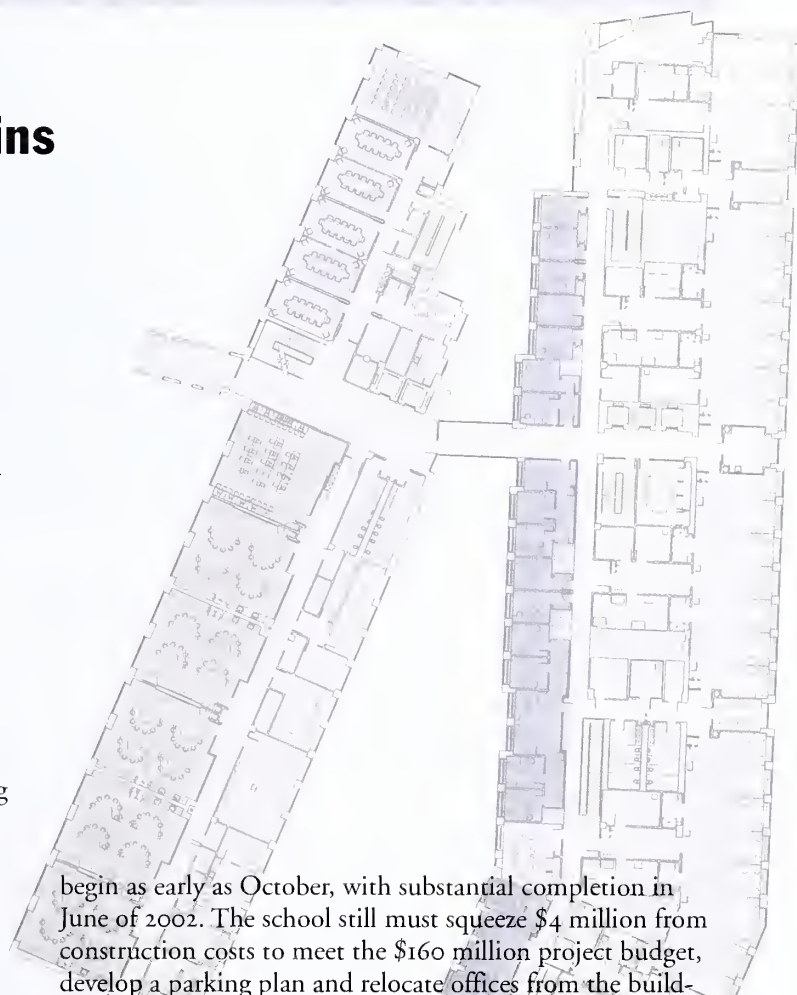 ins
g
begin as early as October, with substantial completion in
June of 2002. The school still must squeeze $4 million from
construction costs to meet the $160 million project budget,
develop a parking plan and relocate offices from the build-